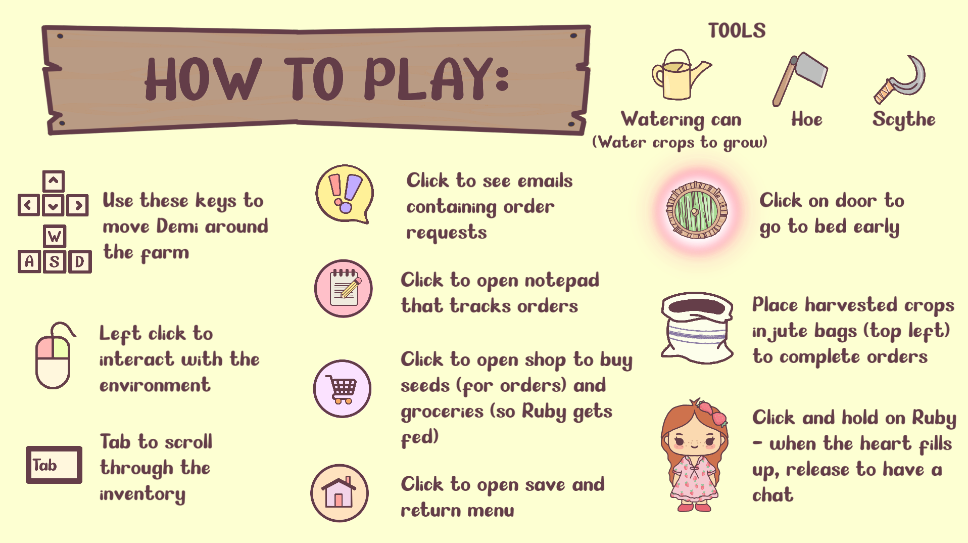 HOW TO PLAY:
TOOLS
Watering can
(Water crops to grow)
Hoe
Scythe
W
A S D
Use these keys to
move Demi around
the farm
Left click to
interact with the
environment
Tab
Tab to scroll
through the
inventory
Click to see emails
containing order
requests
Click to open notepad
that tracks orders
Click to open shop to buy
seeds (for orders) and
groceries (so Ruby gets
fed)
Click to open save and
return menu
Click on door to
go to bed early
Place harvested crops
in jute bags (top left)
to complete orders
Click and hold on Ruby
- when the heart fills
up, release to have a
chat